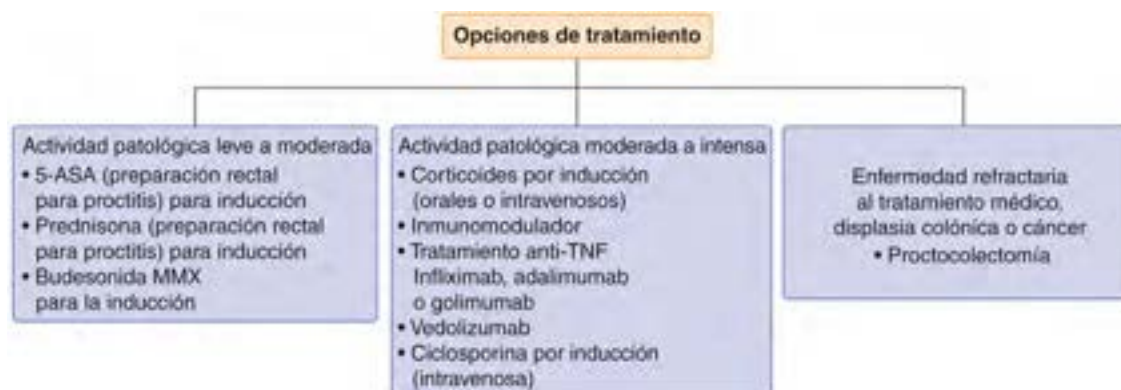 Opciones de tratamiento
Actividad patológica leve a moderada
• 5-ASA (preparación rectal
para proctitis) para inducción
• Prednisona (preparación rectal
para proctitis) para inducción
• Budesonida MMX
para la inducción
Actividad patológica moderada a intensa
• Corticoides por inducción
(orales o intravenosos)
• Inmunomodulador
• Tratamiento anti-TNF
Infliximab, adalimumab
o golimumab
• Vedolizumab
• Ciclosporina por inducción
(intravenosa)
Enfermedad refractaria
al tratamiento médico,
displasia colónica o cáncer
• Proctocolectomía